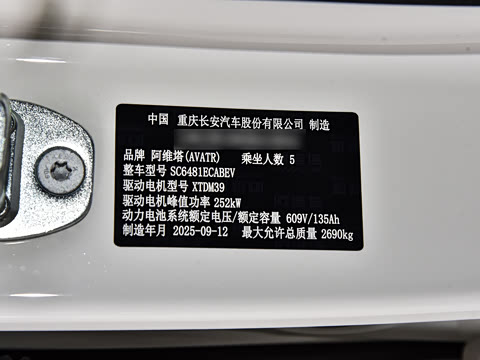 中国 重庆长安汽车股份有限公司 制造
品牌 阿维塔(AVATR) 乘坐人数 5
整车型号 SC6481ECABEV
驱动电机型号 XTDM39
驱动电机峰值功率 252kW
动力电池系统额定电压/额定容量 609V/135Ah
制造年月 2025-09-12 最大允许总质量 2690kg